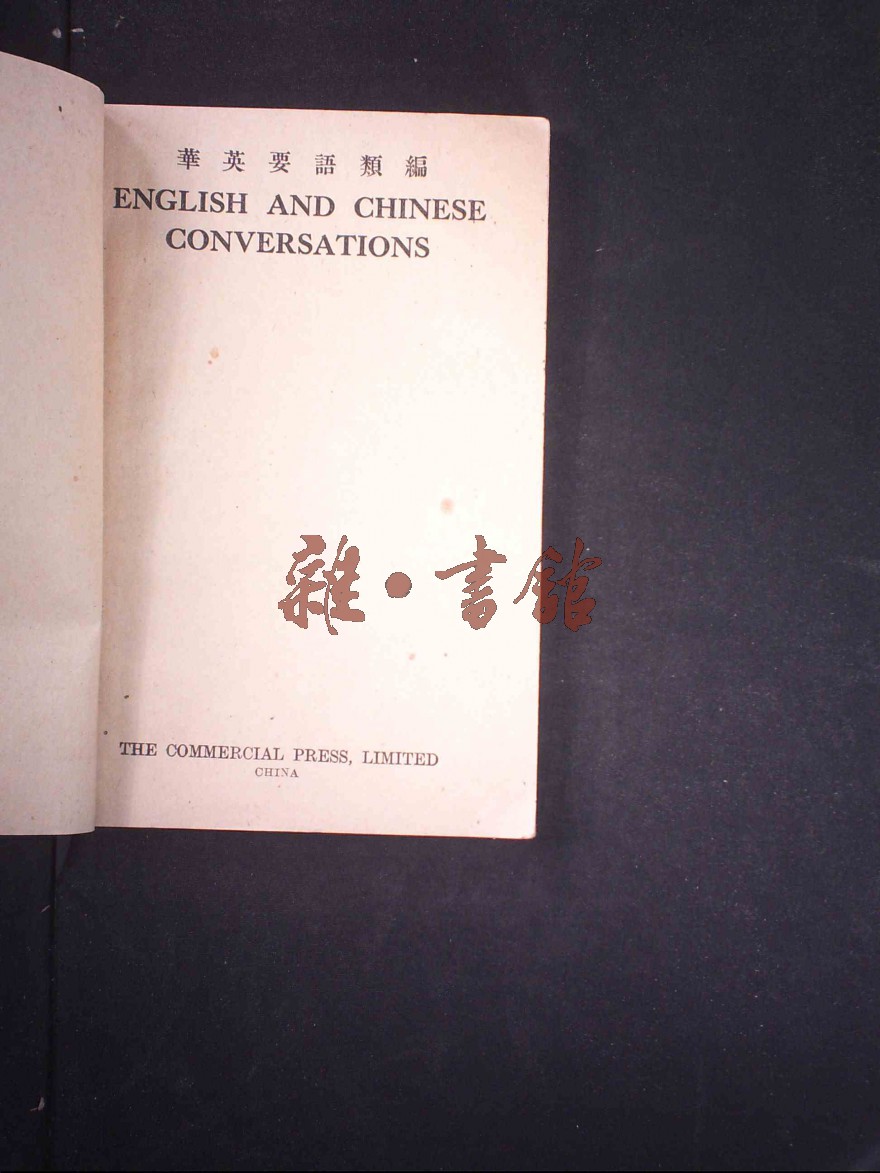 華英要語類編
ENGLISH AND CHINESE
CONVERSATIONS
雜·書館
THE COMMERCIAL PRESS, LIMITED
CHINA